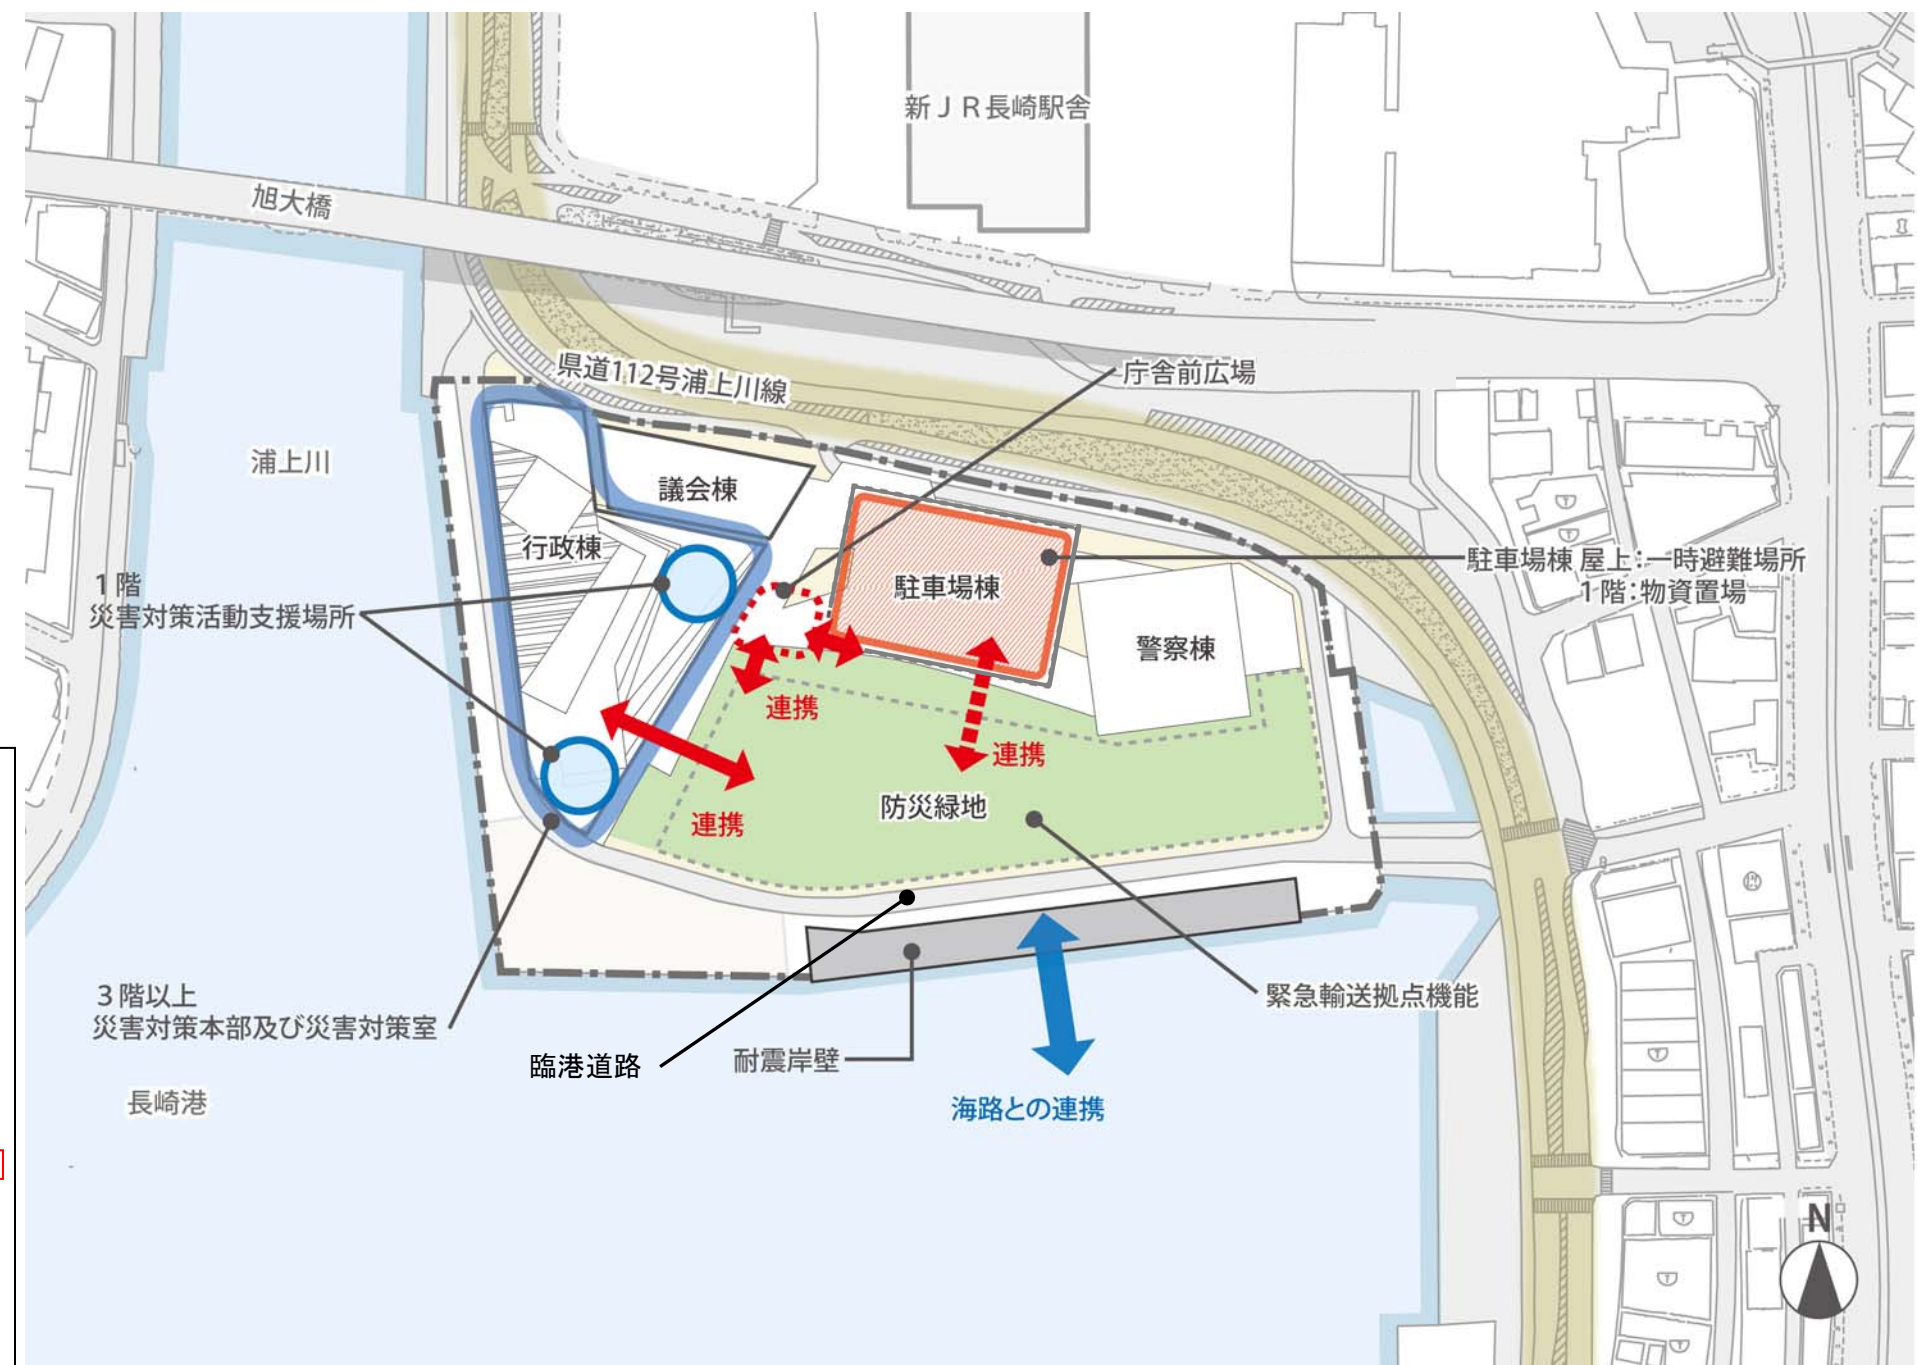 新ＪＲ長崎駅舎
旭大橋
県道112号浦上川線
庁舎前広場
浦上川
議会棟
行政棟
駐車場棟 屋上：一時避難場所
1階：物資置場
駐車場棟
1階
災害対策活動支援場所
警察棟
連携
連携
防災緑地
連携
3階以上
災害対策本部及び災害対策室
緊急輸送拠点機能
臨港道路
耐震岸壁
長崎港
海路との連携
N